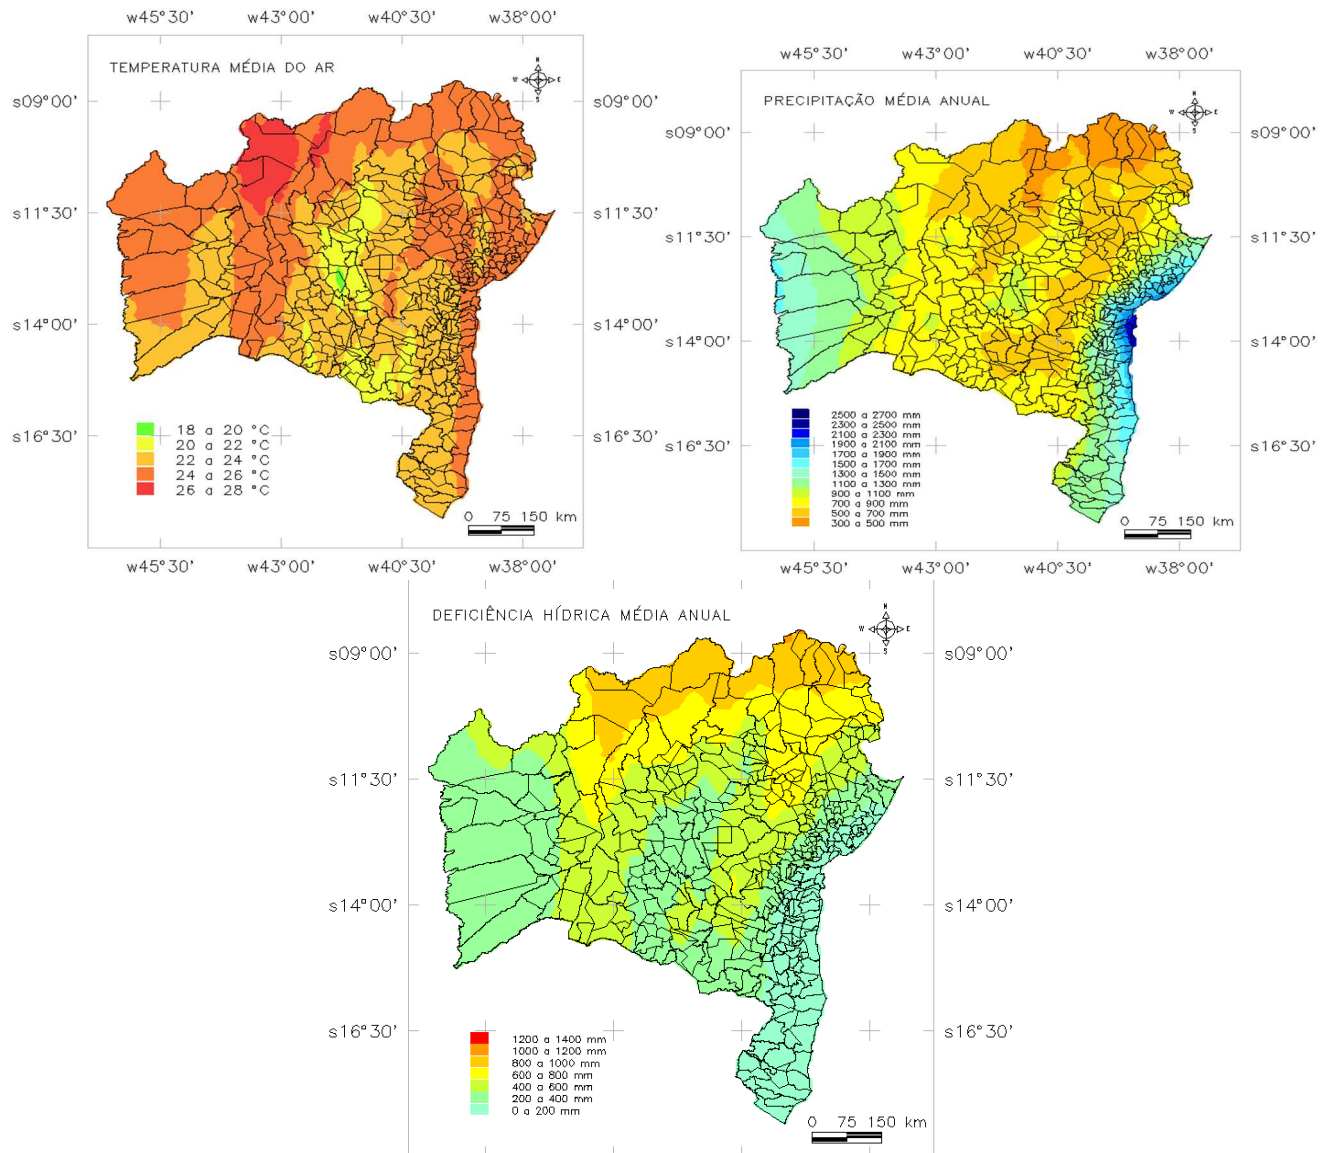 w45°30' w43°00' w40°30' w38°00'
TEMPERATURA MÉDIA DO AR
N
W E
S
s09°00' s09°00'
s11°30' s11°30'
s14°00' s14°00'
s16°30' s16°30'
18 a 20 °C
20 a 22 °C
22 a 24 °C
24 a 26 °C
26 a 28 °C
0 75 150 km
w45°30' w43°00' w40°30' w38°00'
w45°30' w43°00' w40°30' w38°00'
PRECIPITAÇÃO MÉDIA ANUAL
N
W E
S
s09°00' s09°00'
s11°30' s11°30'
s14°00' s14°00'
s16°30' s16°30'
2500 a 2700 mm
2300 a 2500 mm
2100 a 2300 mm
1900 a 2100 mm
1700 a 1900 mm
1500 a 1700 mm
1300 a 1500 mm
1100 a 1300 mm
900 a 1100 mm
700 a 900 mm
500 a 700 mm
300 a 500 mm
0 75 150 km
w45°30' w43°00' w40°30' w38°00'
DEFICIÊNCIA HÍDRICA MÉDIA ANUAL
N
W E
S
s09°00' s09°00'
s11°30' s11°30'
s14°00' s14°00'
s16°30' s16°30'
1200 a 1400 mm
1000 a 1200 mm
800 a 1000 mm
600 a 800 mm
400 a 600 mm
200 a 400 mm
0 a 200 mm
0 75 150 km